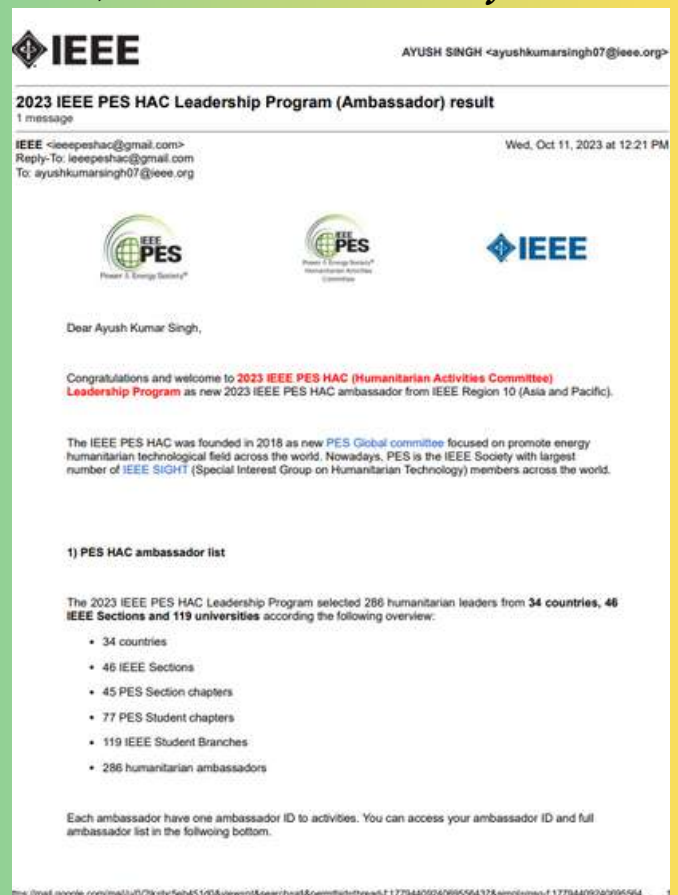 IEEE
AYUSH SINGH <ayushkumarsingh07@ieee.org>
2023 IEEE PES HAC Leadership Program (Ambassador) result
1 message
IEEE <ieeepeshac@gmail.com>
Wed, Oct 11, 2023 at 12:21 PM
Reply-To: ieeepeshac@gmail.com
To: ayushkumarsingh07@ieee.org
IEEE PES
Power & Energy Society®
IEEE PES
Power & Energy Society®
Humanitarian Activities
Committee
IEEE
Dear Ayush Kumar Singh,
Congratulations and welcome to 2023 IEEE PES HAC (Humanitarian Activities Committee)
Leadership Program as new 2023 IEEE PES HAC ambassador from IEEE Region 10 (Asia and Pacific).
The IEEE PES HAC was founded in 2018 as new PES Global committee focused on promote energy
humanitarian technological field across the world. Nowadays, PES is the IEEE Society with largest
number of IEEE SIGHT (Special Interest Group on Humanitarian Technology) members across the world.
1) PES HAC ambassador list
The 2023 IEEE PES HAC Leadership Program selected 286 humanitarian leaders from 34 countries, 46
IEEE Sections and 119 universities according the following overview:
• 34 countries
• 46 IEEE Sections
• 45 PES Section chapters
• 77 PES Student chapters
• 119 IEEE Student Branches
• 286 humanitarian ambassadors
Each ambassador have one ambassador ID to activities. You can access your ambassador ID and full
ambassador list in the follwoing bottom.